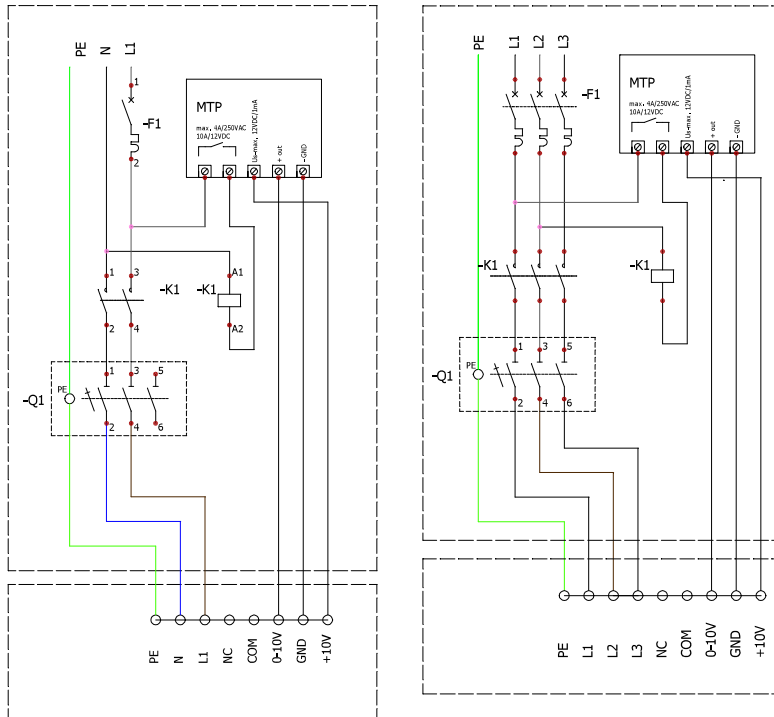 PE
N
L1
1
-F1
2
MTP
max, 4A/250VAC
10A/12VDC
Us-max, 12VDC/1mA
+ out
- GND
1
3
-K1
-K1
A1
A2
2
4
1
3
5
PE
-Q1
2
4
6
PE
N
L1
NC
COM
0-10V
GND
+10V
PE
L1
L2
L3
-F1
MTP
max, 4A/250VAC
10A/12VDC
Us-max, 12VDC/1mA
+ out
- GND
-K1
-K1
1
3
5
PE
-Q1
2
4
6
PE
L1
L2
L3
NC
COM
0-10V
GND
+10V